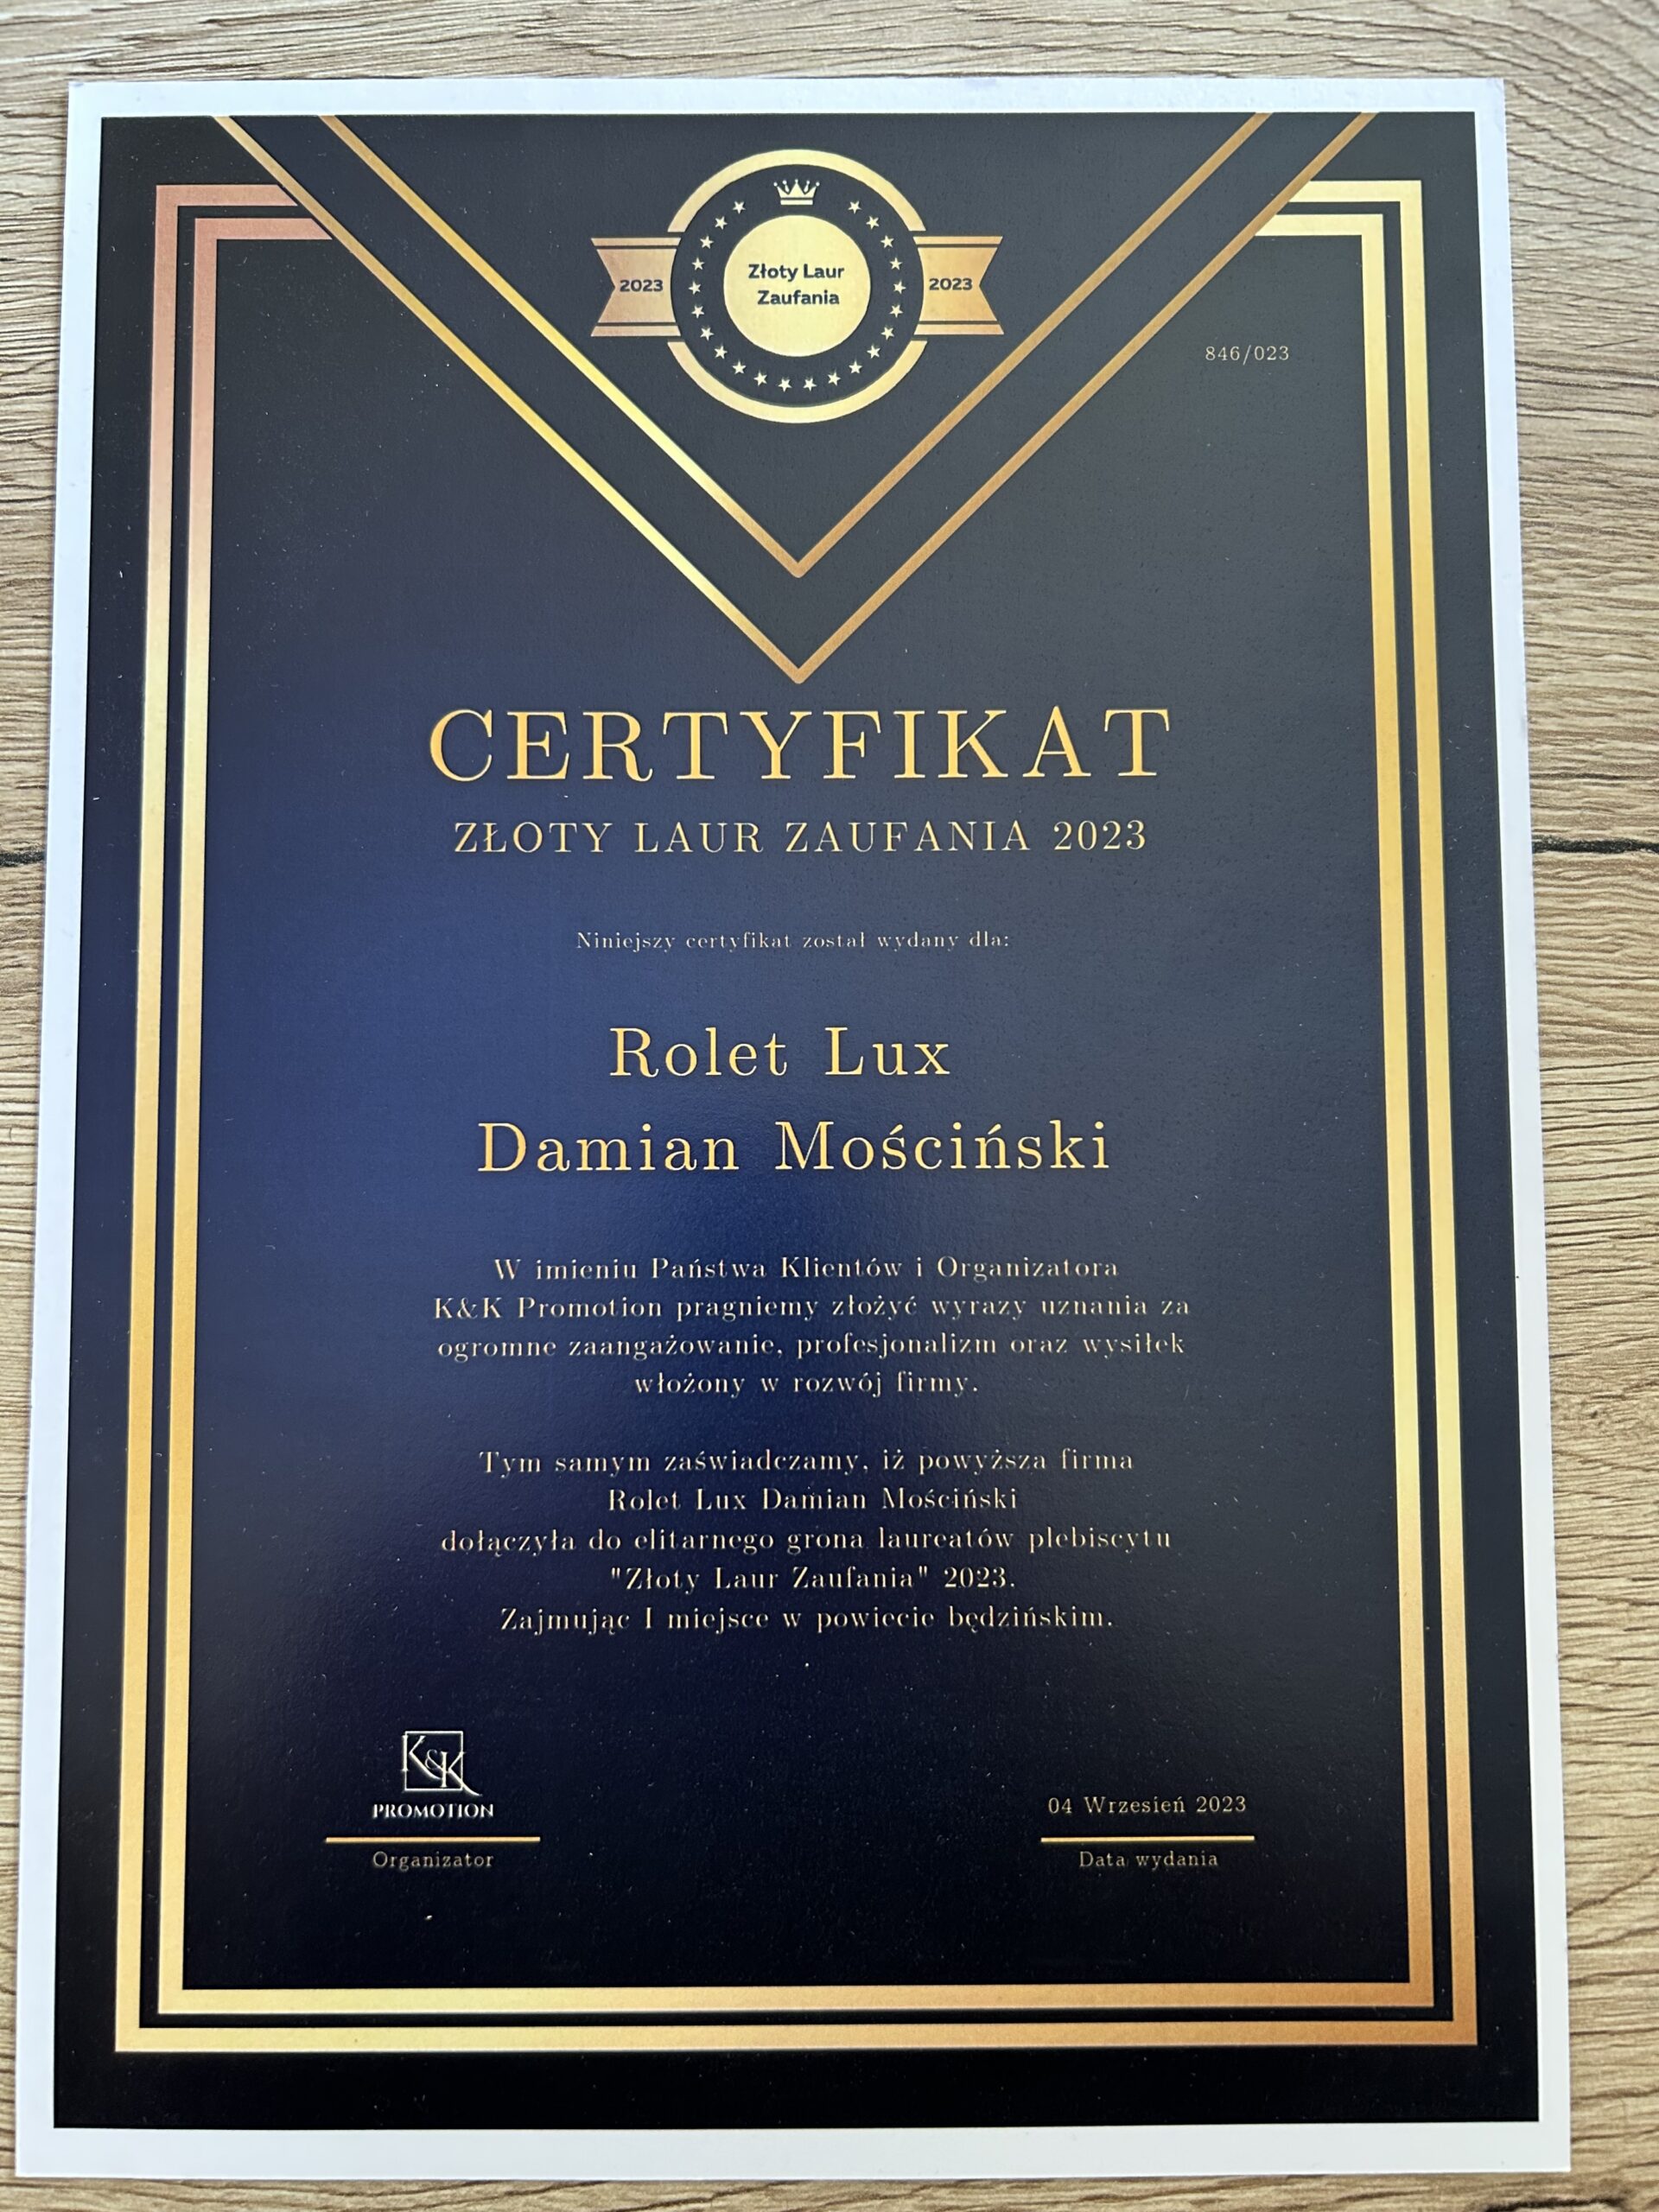 2023
Złoty Laur
Zaufania
2023
846/023
CERTYFIKAT
ZŁOTY LAUR ZAUFANIA 2023
Niniejszy certyfikat został wydany dla:
Rolet Lux
Damian Mościński
W imieniu Państwa Klientów i Organizatora
K&K Promotion pragniemy złożyć wyrazy uznania za
ogromne zaangażowanie, profesjonalizm oraz wysiłek
włożony w rozwój firmy.
Tym samym zaświadczamy, iż powyższa firma
Rolet Lux Damian Mościński
dołączyła do elitarnego grona laureatów plebiscytu
"Złoty Laur Zaufania" 2023.
Zajmując I miejsce w powiecie będzińskim.
K&K
PROMOTION
Organizator
04 Wrzesień 2023
Data wydania